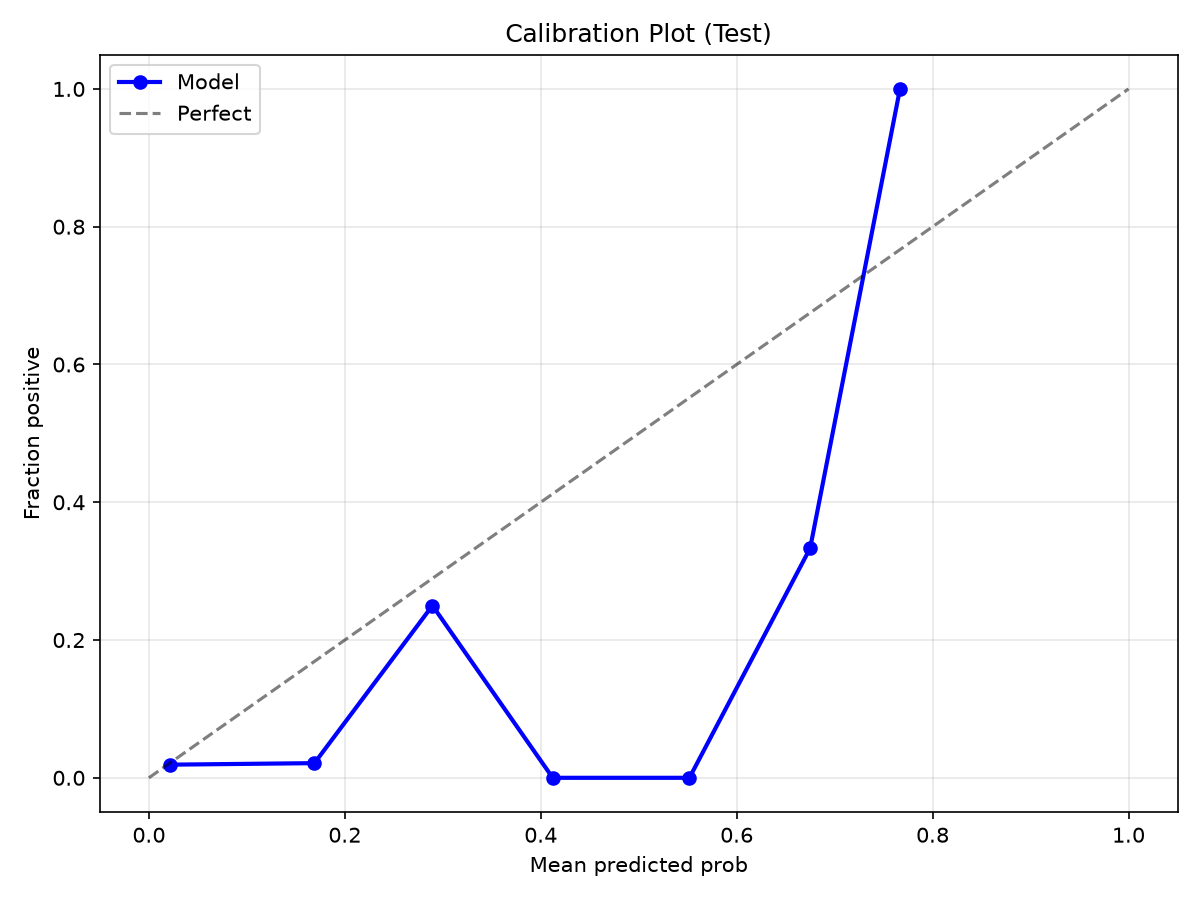 Calibration Plot (Test)
Model
Perfect
1.0
0.8
0.6
0.4
0.2
0.0
Fraction positive
0.0 0.2 0.4 0.6 0.8 1.0
Mean predicted prob